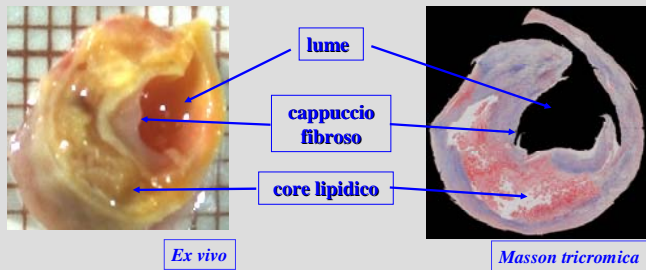 lume
cappuccio
fibroso
core lipidico
Ex vivo
Masson tricromica